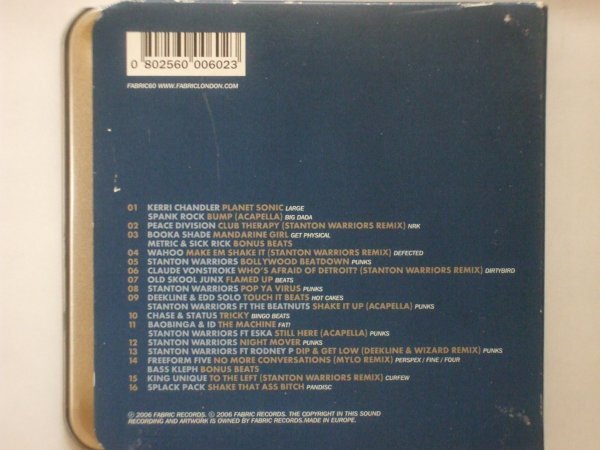 0 802560 006023
FABRIC60 WWW.FABRICLONDON.COM
01 KERRI CHANDLER PLANET SONIC LARGE
SPANK ROCK BUMP (ACAPELLA) BIG DADA
02 PEACE DIVISION CLUB THERAPY (STANTON WARRIORS REMIX) NRK
03 BOOKA SHADE MANDARINE GIRL GET PHYSICAL
METRIC & SICK RICK BONUS BEATS
04 WAHOO MAKE EM SHAKE IT (STANTON WARRIORS REMIX) DEFECTED
05 STANTON WARRIORS BOLLYWOOD BEATDOWN PUNKS
06 CLAUDE VONSTROKE WHO'S AFRAID OF DETROIT? (STANTON WARRIORS REMIX) DIRTYBIRD
07 OLD SKOOL JUNX FLAMED UP BEATS
08 STANTON WARRIORS POP YA VIRUS PUNKS
09 DEEKLINE & EDD SOLO TOUCH IT BEATS HOT CAKES
STANTON WARRIORS FT THE BEATNUTS SHAKE IT UP (ACAPELLA) PUNKS
10 CHASE & STATUS TRICKY BINGO BEATS
11 BAOBINGA & ID THE MACHINE FAT!
STANTON WARRIORS FT ESKA STILL HERE (ACAPELLA) PUNKS
12 STANTON WARRIORS NIGHT MOVER PUNKS
13 STANTON WARRIORS FT RODNEY P DIP & GET LOW (DEEKLINE & WIZARD REMIX) PUNKS
14 FREEFORM FIVE NO MORE CONVERSATIONS (MYLO REMIX) PERSPEX / FINE / FOUR
BASS KLEPH BONUS BEATS
15 KING UNIQUE TO THE LEFT (STANTON WARRIORS REMIX) CURFEW
16 SPLACK PACK SHAKE THAT ASS BITCH PANDISC
℗ 2006 FABRIC RECORDS. © 2006 FABRIC RECORDS. THE COPYRIGHT IN THIS SOUND
RECORDING AND ARTWORK IS OWNED BY FABRIC RECORDS.MADE IN EUROPE.